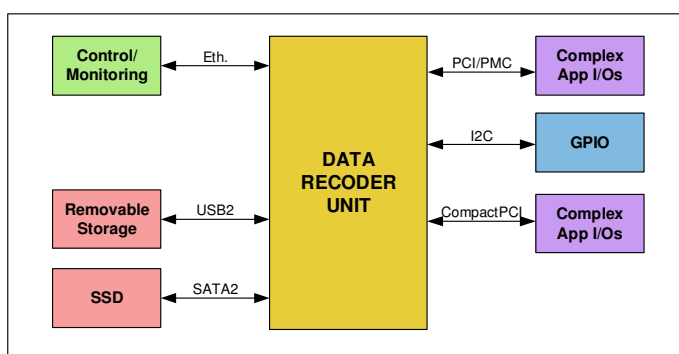 Control/
Monitoring
Eth.
PCI/PMC
Complex
App I/Os
I2C
GPIO
DATA
RECODER
UNIT
Removable
Storage
USB2
CompactPCI
Complex
App I/Os
SSD
SATA2